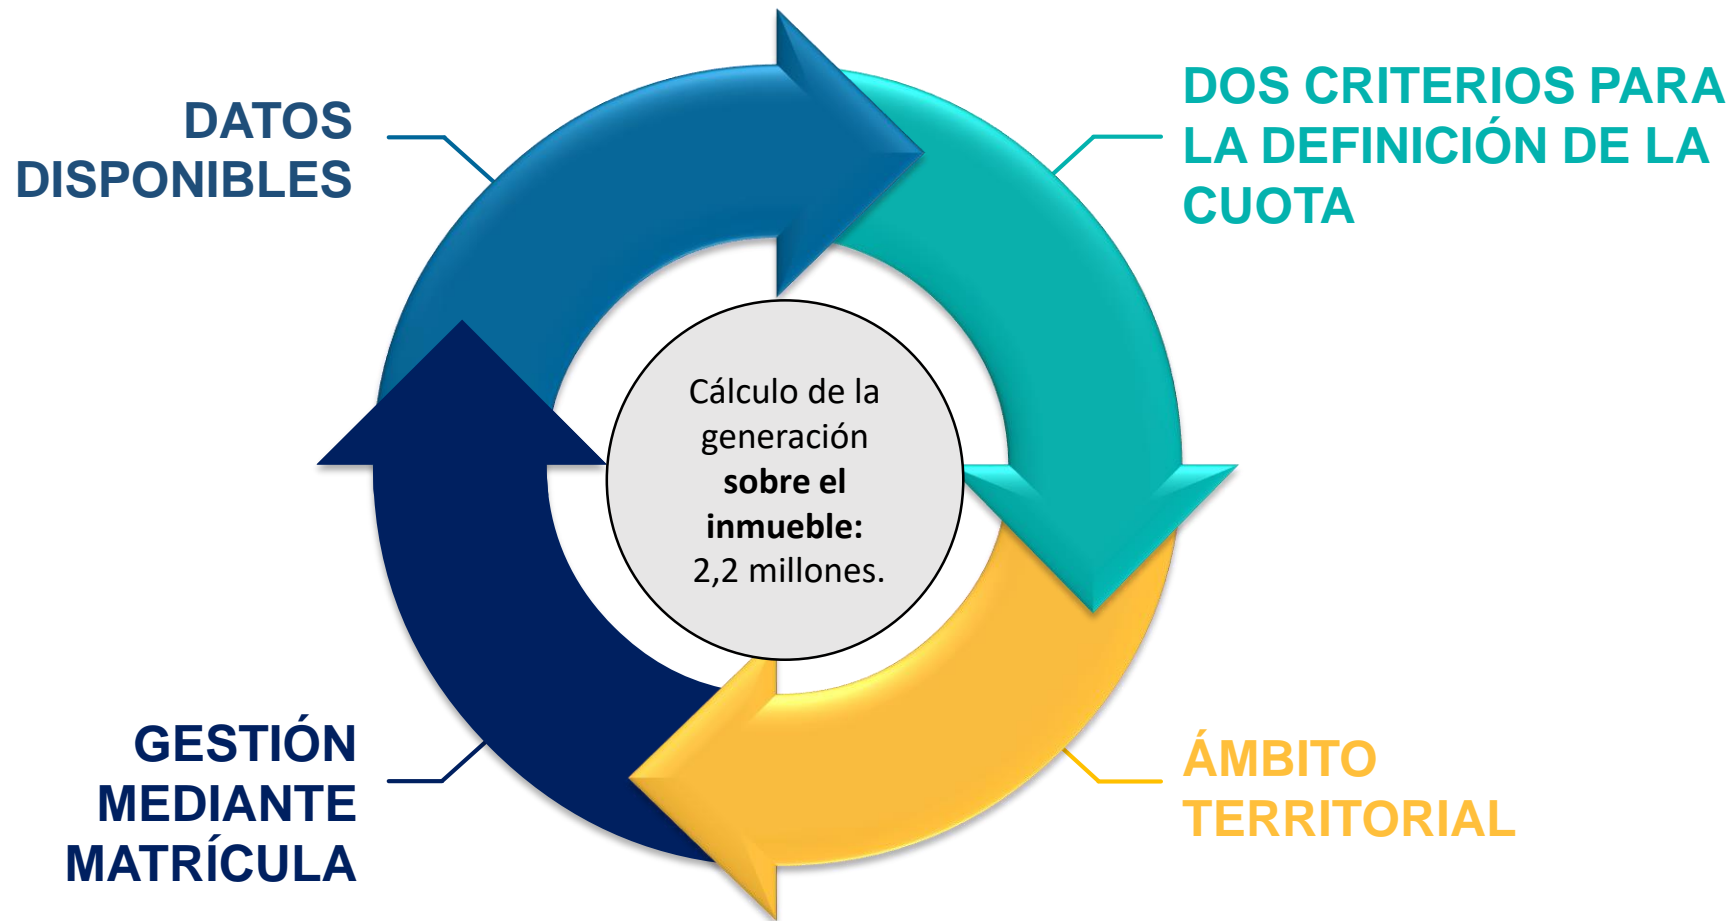 DATOS
DISPONIBLES
DOS CRITERIOS PARA
LA DEFINICIÓN DE LA
CUOTA
Cálculo de la
generación
sobre el
inmueble:
2,2 millones.
GESTIÓN
MEDIANTE
MATRÍCULA
ÁMBITO
TERRITORIAL